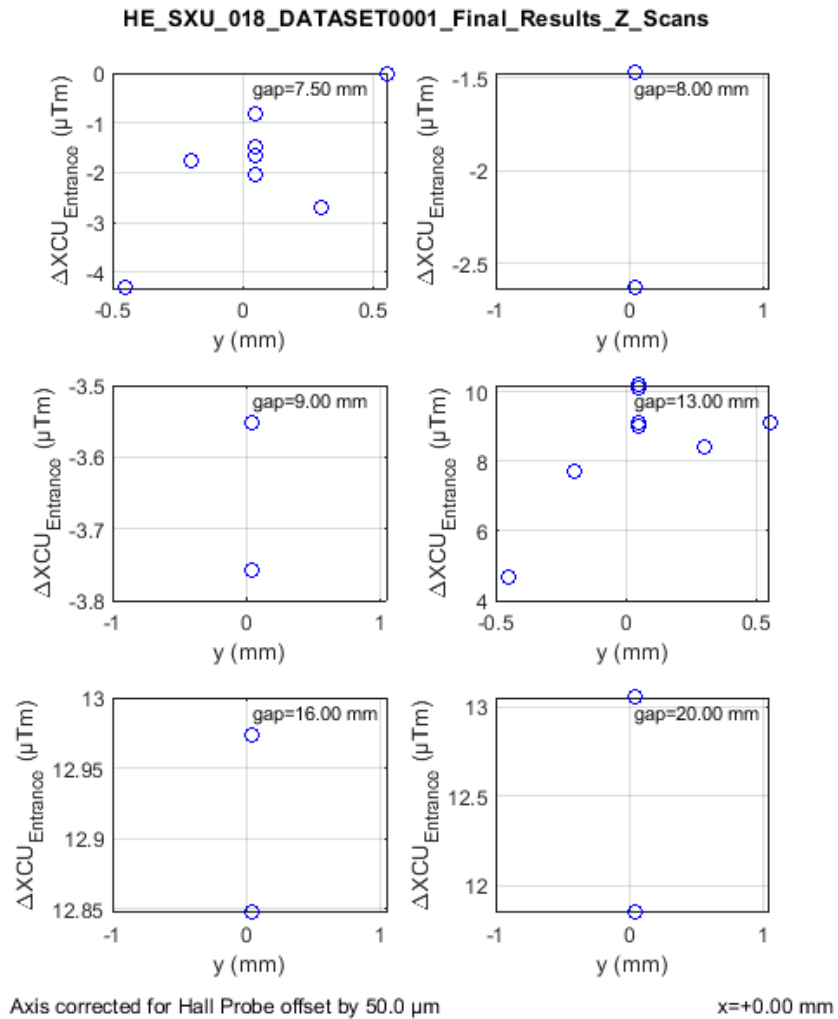 HE_SXU_018_DATASET0001_Final_Results_Z_Scans
gap=7.50 mm
ΔXCU_Entrance (µTm)
0
-1
-2
-3
-4
-0.5
0
0.5
y (mm)
gap=8.00 mm
ΔXCU_Entrance (µTm)
-1.5
-2
-2.5
-1
0
1
y (mm)
gap=9.00 mm
ΔXCU_Entrance (µTm)
-3.5
-3.6
-3.7
-3.8
-1
0
1
y (mm)
gap=13.00 mm
ΔXCU_Entrance (µTm)
10
8
6
4
-0.5
0
0.5
y (mm)
gap=16.00 mm
ΔXCU_Entrance (µTm)
13
12.95
12.9
12.85
-1
0
1
y (mm)
gap=20.00 mm
ΔXCU_Entrance (µTm)
13
12.5
12
-1
0
1
y (mm)
Axis corrected for Hall Probe offset by 50.0 µm
x=+0.00 mm